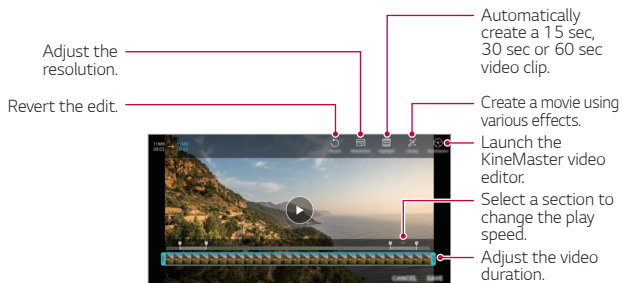 Adjust the
resolution.
Revert the edit.
Automatically
create a 15 sec,
30 sec or 60 sec
video clip.
Create a movie using
various effects.
Launch the
KineMaster video
editor.
Select a section to
change the play
speed.
Adjust the video
duration.
CANCEL SAVE